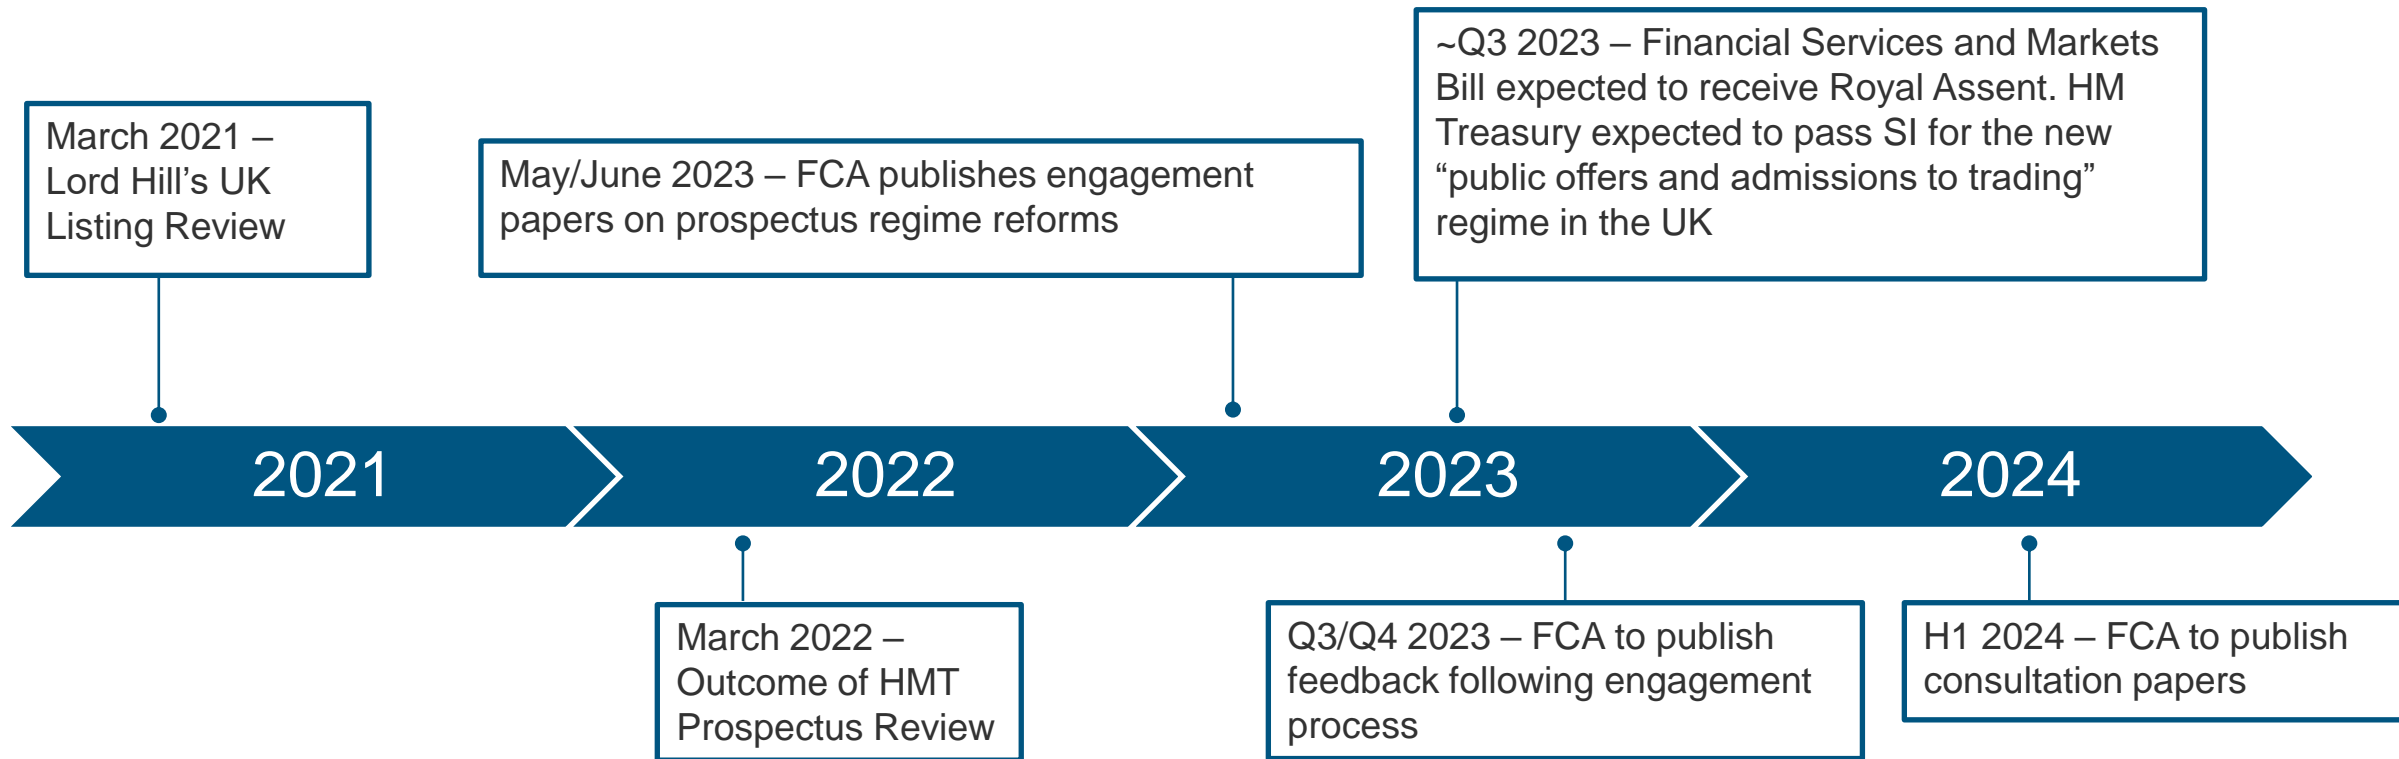 ~Q3 2023 – Financial Services and Markets
Bill expected to receive Royal Assent. HM
Treasury expected to pass SI for the new
“public offers and admissions to trading”
regime in the UK
March 2021 –
Lord Hill’s UK
Listing Review
May/June 2023 – FCA publishes engagement
papers on prospectus regime reforms
2021
2022
2023
2024
March 2022 –
Outcome of HMT
Prospectus Review
Q3/Q4 2023 – FCA to publish
feedback following engagement
process
H1 2024 – FCA to publish
consultation papers